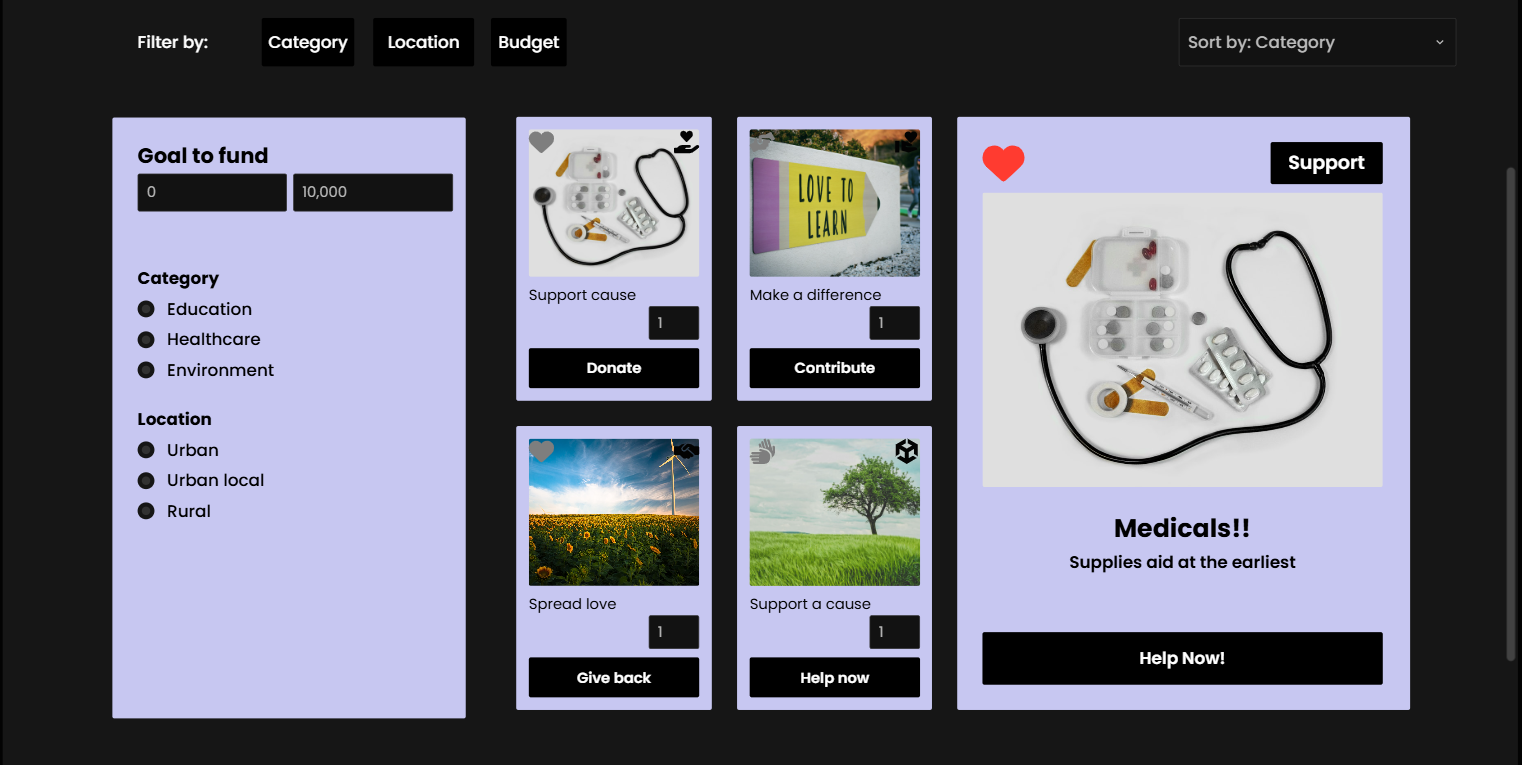 Filter by:
Category
Location
Budget
Sort by: Category
Goal to fund
0
10,000
Category
Education
Healthcare
Environment
Location
Urban
Urban local
Rural
Support cause
1
Donate
LOVE TO
LEARN
Make a difference
1
Contribute
Spread love
1
Give back
Support a cause
1
Help now
Support
Medicals!!
Supplies aid at the earliest
Help Now!